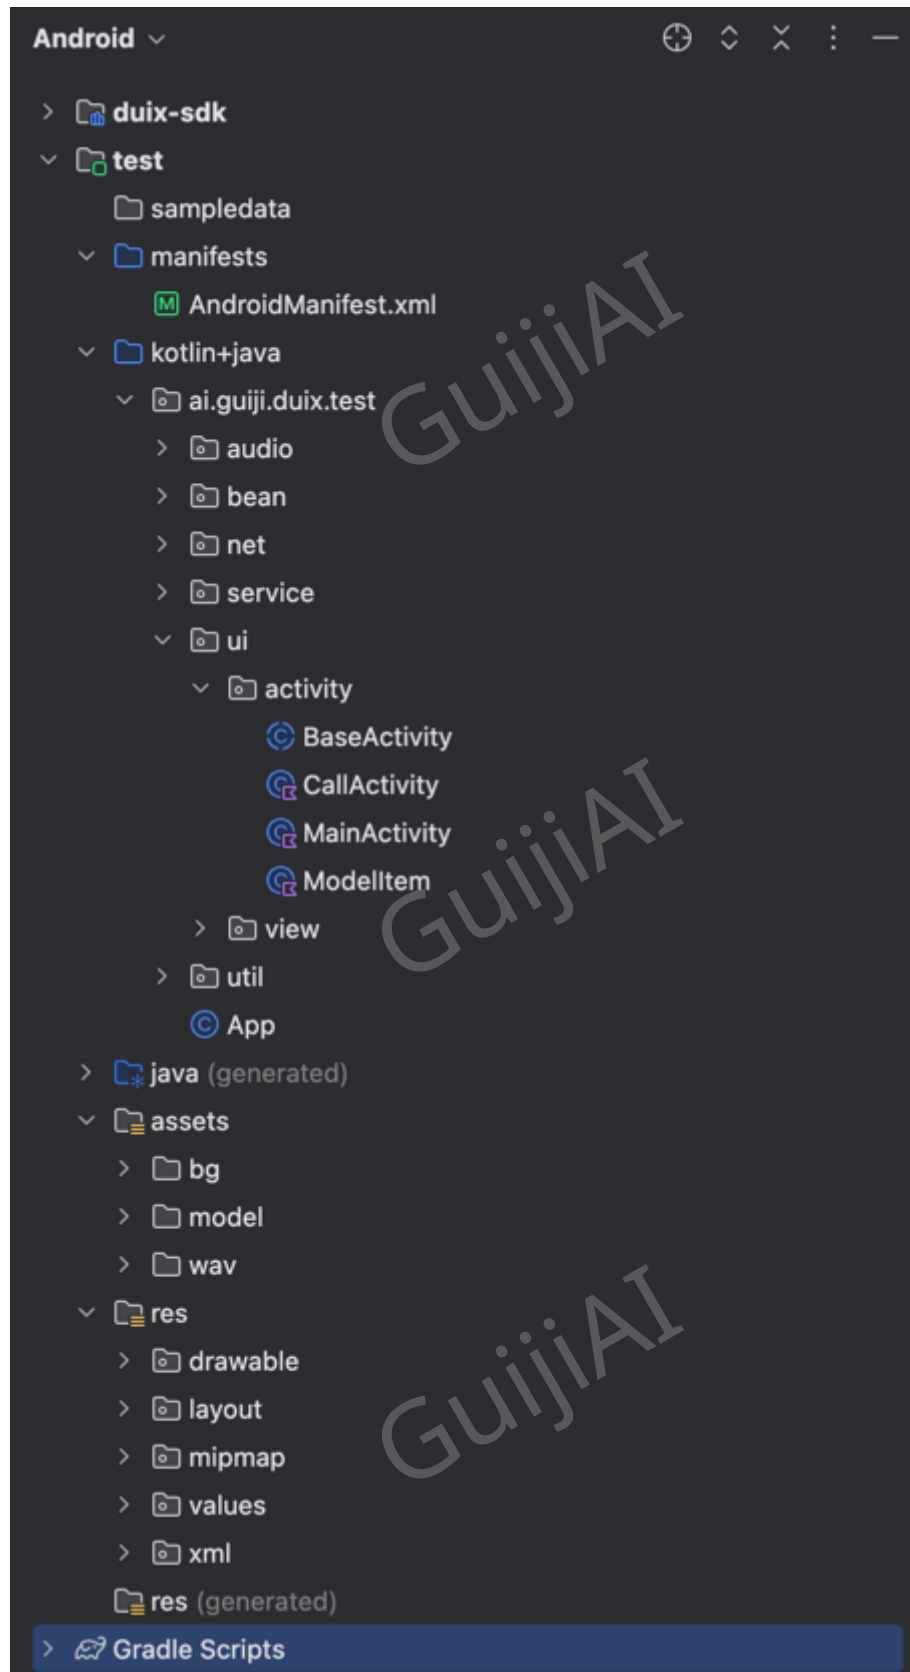 Android
duix-sdk
test
sampledata
manifests
AndroidManifest.xml
kotlin+java
ai.guiji.duix.test
audio
bean
net
service
ui
activity
BaseActivity
CallActivity
MainActivity
ModelItem
view
util
App
java (generated)
assets
bg
model
wav
res
drawable
layout
mipmap
values
xml
res (generated)
Gradle Scripts
GuijiAI
GuijiAI
GuijiAI